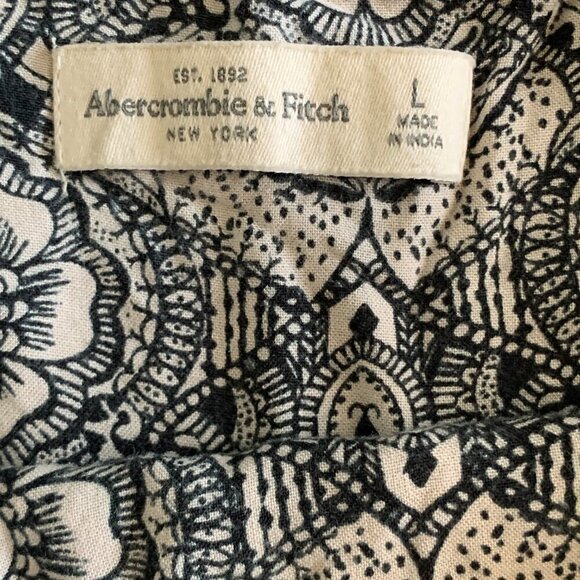 EST. 1892
Abercrombie & Fitch
NEW YORK
L
MADE
IN INDIA